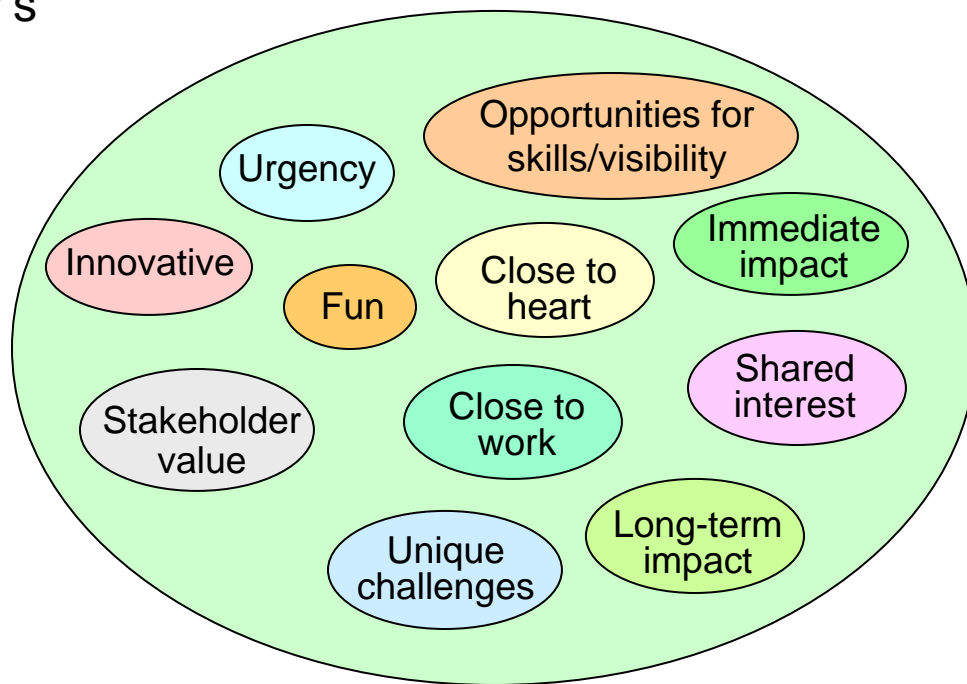 s
Opportunities for
skills/visibility
Urgency
Immediate
impact
Innovative
Close to
heart
Fun
Shared
interest
Stakeholder
value
Close to
work
Long-term
impact
Unique
challenges